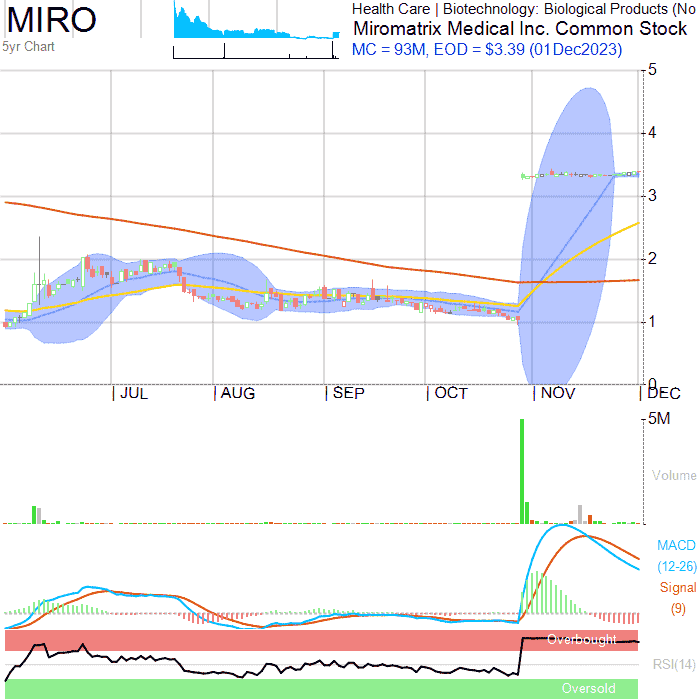 MIRO
5yr Chart
Health Care | Biotechnology: Biological Products (No
Miromatrix Medical Inc. Common Stock
MC = 93M, EOD = $3.39 (01Dec2023)
5
4
3
2
1
0
JUL
AUG
SEP
OCT
NOV
DEC
5M
Volume
MACD
(12-26)
Signal
(9)
Overbought
RSI(14)
Oversold